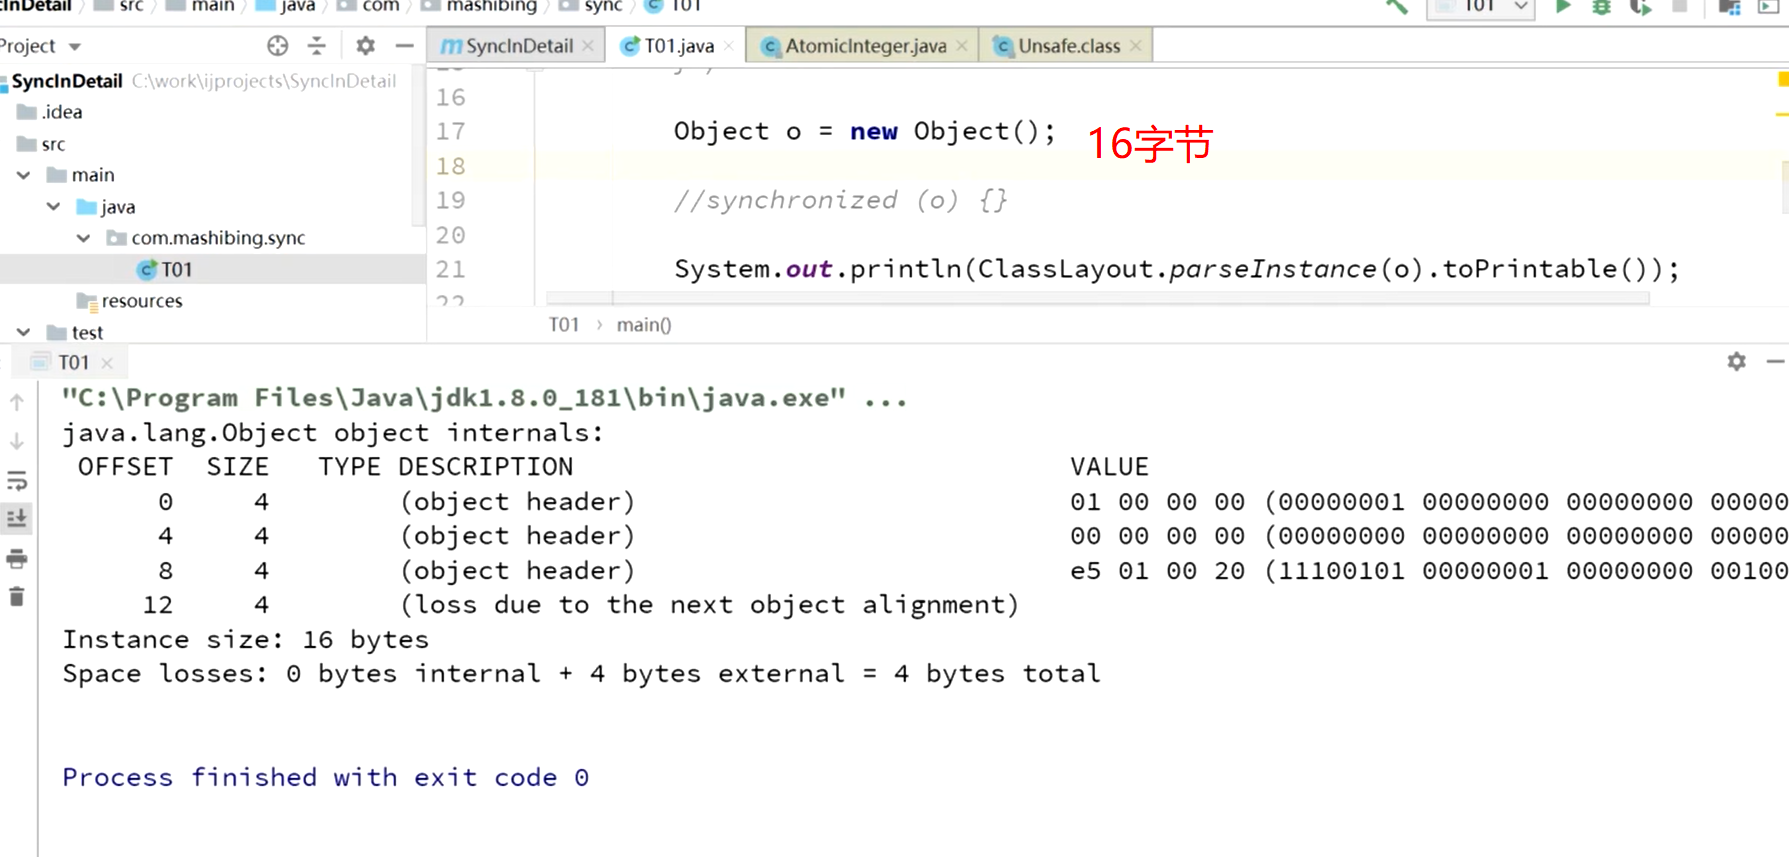 InDetail src main java com mashibing sync T01 T01
Project SyncInDetail T01.java AtomicInteger.java Unsafe.class
SyncInDetail C:\work\ijprojects\SyncInDetail
.idea
src
main
java
com.mashibing.sync
T01
resources
test
16
17 Object o = new Object(); 16字节
18
19 //synchronized (o) {}
20
21 System.out.println(ClassLayout.parseInstance(o).toPrintable());
22
T01 › main()
T01
"C:\Program Files\Java\jdk1.8.0_181\bin\java.exe" ...
java.lang.Object object internals:
OFFSET SIZE TYPE DESCRIPTION VALUE
0 4 (object header) 01 00 00 00 (00000001 00000000 00000000 00000
4 4 (object header) 00 00 00 00 (00000000 00000000 00000000 00000
8 4 (object header) e5 01 00 20 (11100101 00000001 00000000 00100
12 4 (loss due to the next object alignment)
Instance size: 16 bytes
Space losses: 0 bytes internal + 4 bytes external = 4 bytes total
Process finished with exit code 0